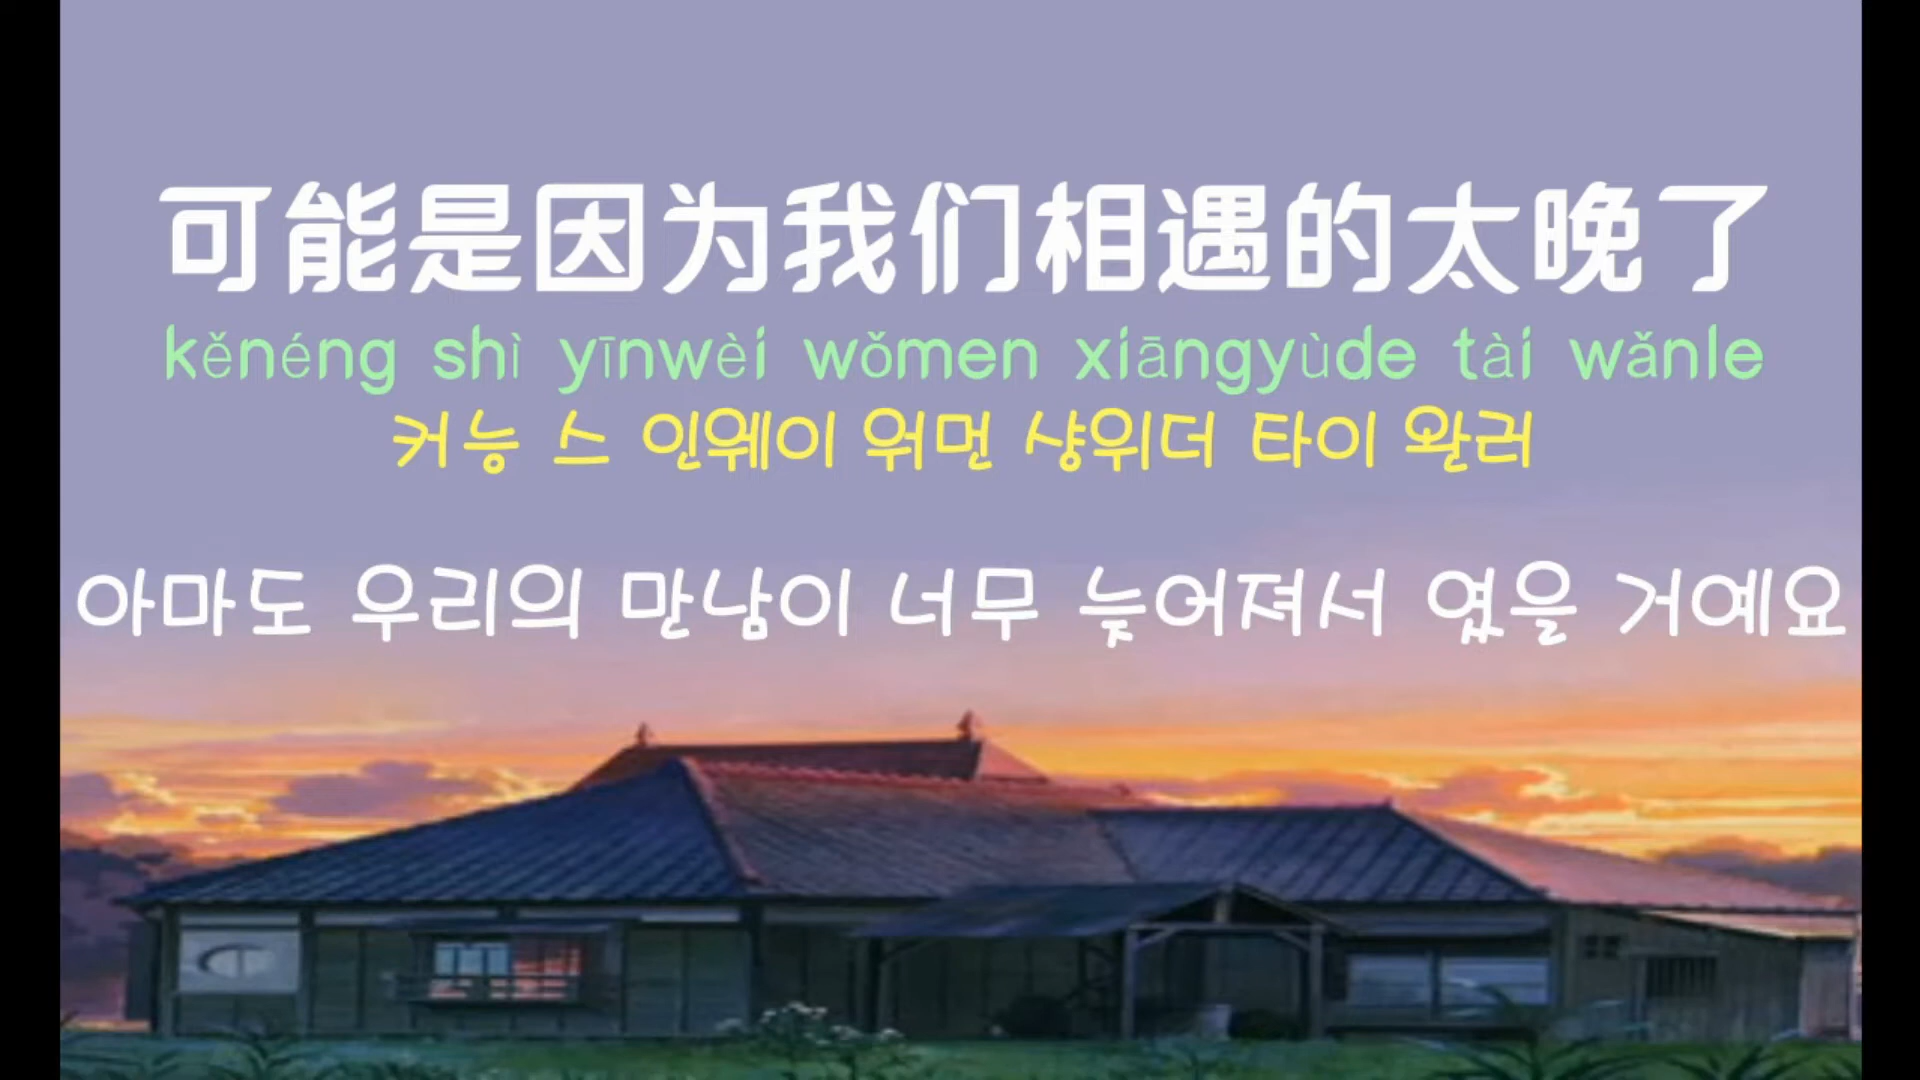 可能是因为我们相遇的太晚了
kěnéng shì yīnwèi wǒmen xiāngyùde tài wǎnle
커능 스 인웨이 워먼 샹위더 타이 완러
아마도 우리의 만남이 너무 늦어져서 였을 거예요